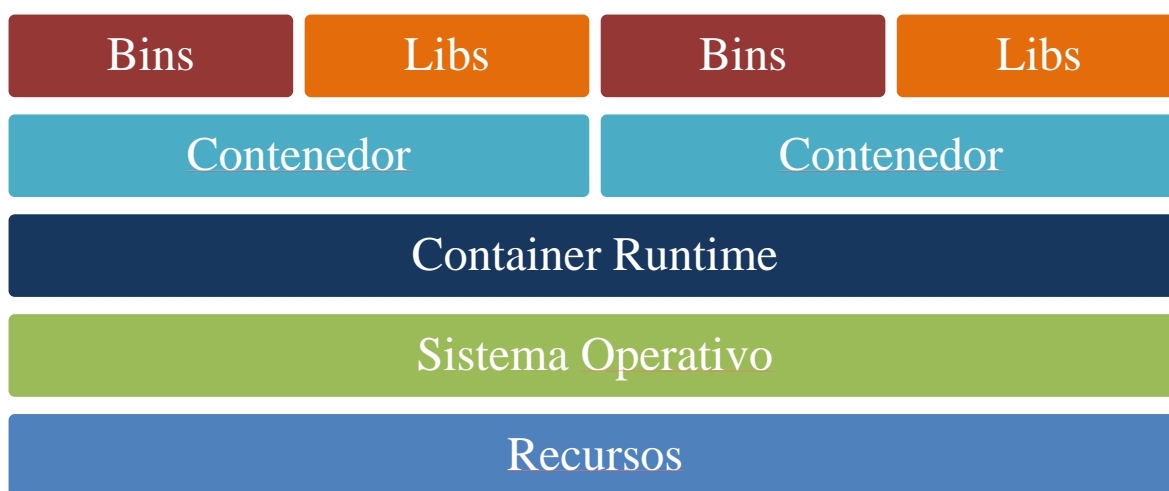 Bins Libs Bins Libs
Contenedor Contenedor
Container Runtime
Sistema Operativo
Recursos